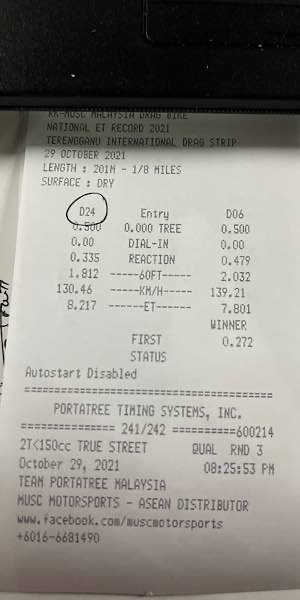 KK-MUSC MALAYSIA DRAG BIKE
NATIONAL ET RECORD 2021
TERENGGANU INTERNATIONAL DRAG STRIP
29 OCTOBER 2021
LENGTH : 201M - 1/8 MILES
SURFACE : DRY
D24 Entry D06
0.500 0.000 TREE 0.500
0.00 DIAL-IN 0.00
0.335 REACTION 0.479
1.812 -----60FT----- 2.032
130.46 -----KM/H----- 139.21
8.217 ------ET------ 7.801
WINNER
FIRST 0.272
STATUS
Autostart Disabled
========================================
PORTATREE TIMING SYSTEMS, INC.
=============== 241/242 ==========600214
2T<150cc TRUE STREET QUAL RND 3
October 29, 2021 08:25:53 PM
TEAM PORTATREE MALAYSIA
MUSC MOTORSPORTS - ASEAN DISTRIBUTOR
www.facebook.com/muscmotorsports
+6016-6681490